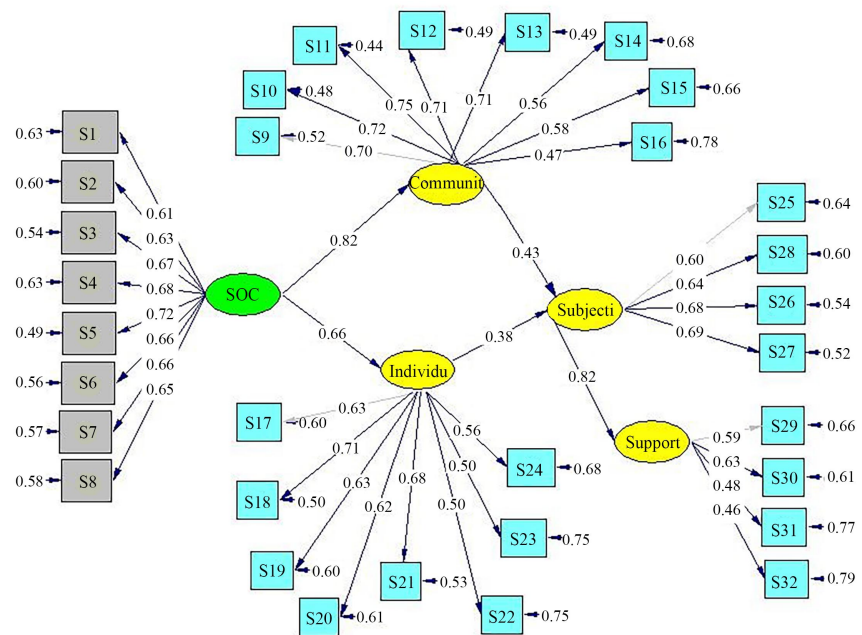 S11
0.44
S12
0.49
S13
0.49
S14
0.68
S10
0.48
S15
0.66
S9
0.52
S16
0.78
0.75
0.71
0.71
0.56
0.72
0.58
0.70
0.47
0.63
S1
0.60
S2
0.54
S3
0.63
S4
0.49
S5
0.56
S6
0.57
S7
0.58
S8
0.61
0.63
0.67
0.68
0.72
0.66
0.66
0.65
SOC
0.82
0.66
Communit
0.43
Individu
0.38
Subjecti
0.82
Support
0.60
0.64
0.68
0.69
S25
0.64
S28
0.60
S26
0.54
S27
0.52
0.59
0.63
0.48
0.46
S29
0.66
S30
0.61
S31
0.77
S32
0.79
0.63
0.71
0.63
0.62
0.68
0.50
0.50
0.56
S17
0.60
S18
0.50
S19
0.60
S20
0.61
S21
0.53
S22
0.75
S23
0.75
S24
0.68